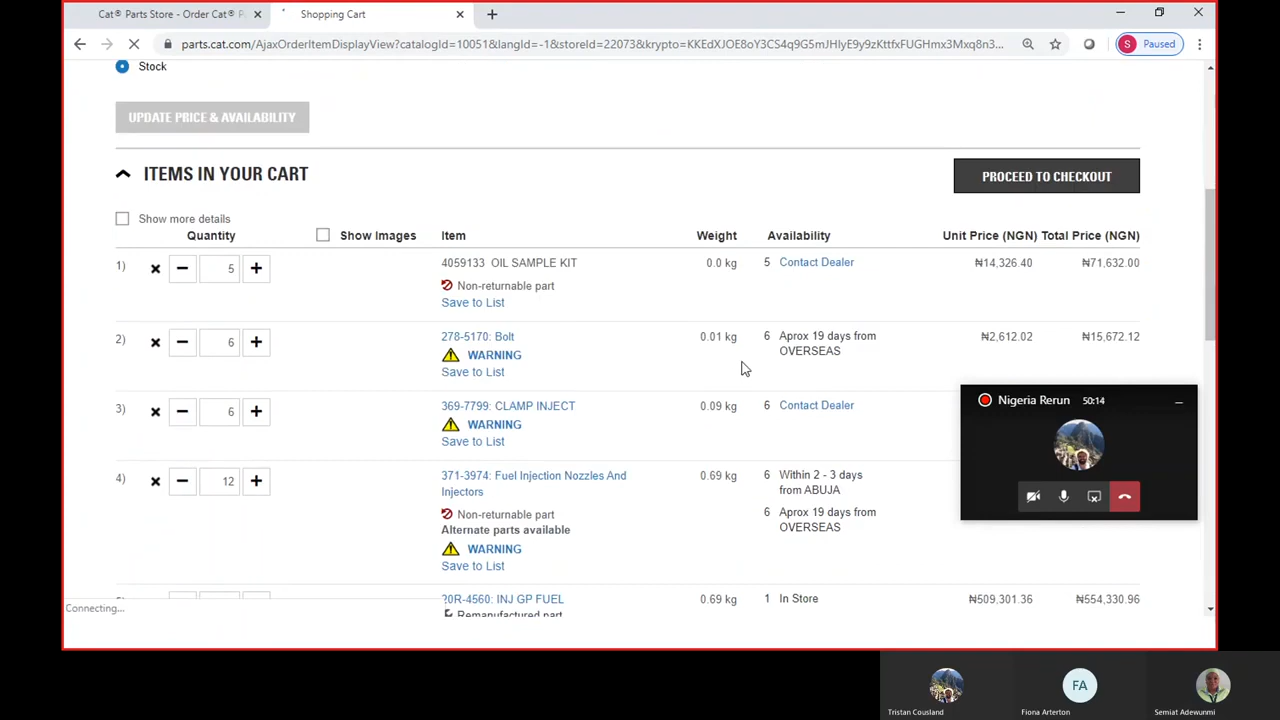 Cat® Parts Store - Order Cat® P
Shopping Cart
parts.cat.com/AjaxOrderItemDisplayView?catalogId=10051&langId=-1&storeId=22073&krypto=KKEdXJOE8oY3CS4q9G5mJHlyE9y9zKttfxFUGHmx3Mxq8n3...
S Paused
Stock
UPDATE PRICE & AVAILABILITY
ITEMS IN YOUR CART
PROCEED TO CHECKOUT
Show more details
Quantity Show Images Item Weight Availability Unit Price (NGN) Total Price (NGN)
1) 5 4059133 OIL SAMPLE KIT 0.0 kg 5 Contact Dealer ₦14,326.40 ₦71,632.00
Non-returnable part
Save to List
2) 6 278-5170: Bolt 0.01 kg 6 Aprox 19 days from ₦2,612.02 ₦15,672.12
OVERSEAS
WARNING
Save to List
3) 6 369-7799: CLAMP INJECT 0.09 kg 6 Contact Dealer
WARNING
Save to List
Nigeria Rerun 50:14
4) 12 371-3974: Fuel Injection Nozzles And 0.69 kg 6 Within 2 - 3 days
Injectors from ABUJA
Non-returnable part 6 Aprox 19 days from
Alternate parts available OVERSEAS
WARNING
Save to List
20R-4560: INJ GP FUEL 0.69 kg 1 In Store ₦509,301.36 ₦554,330.96
Remanufactured part
Connecting...
FA
Tristan Cousland Fiona Arterton Semiat Adewunmi